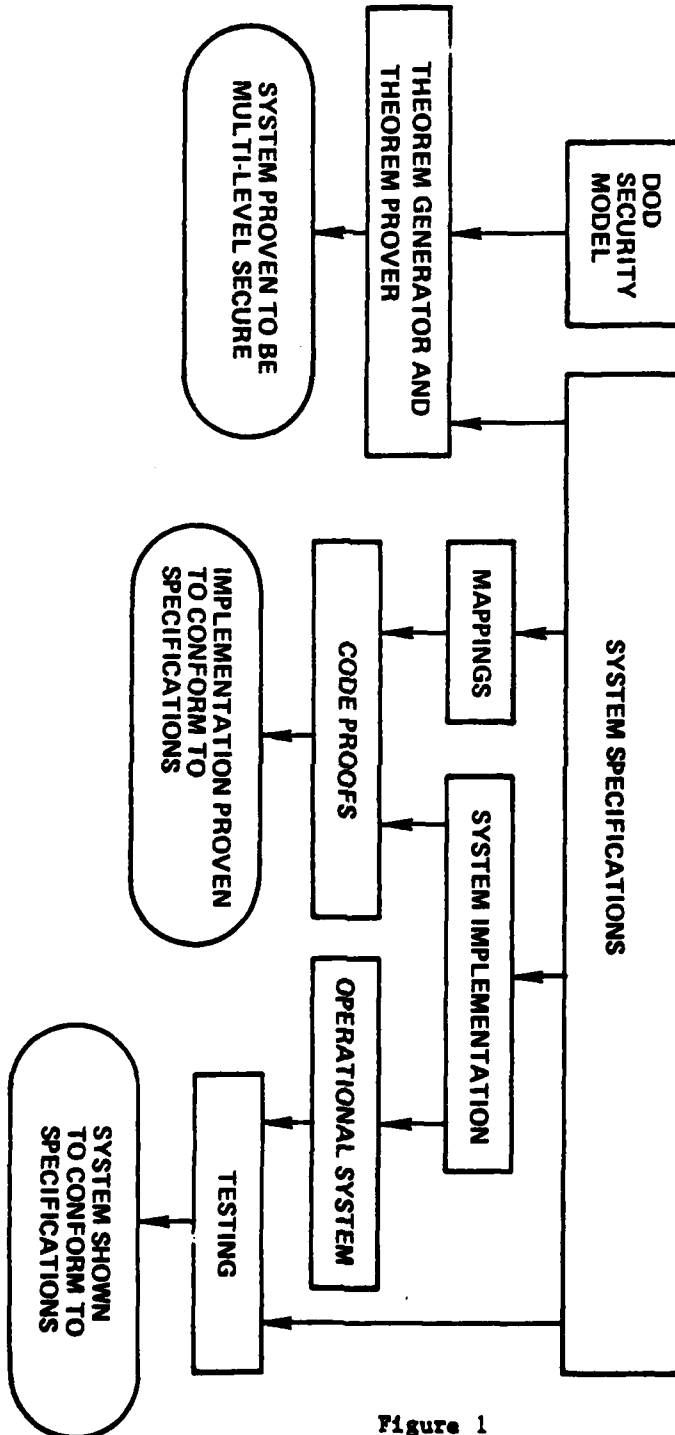 DOD
SECURITY
MODEL
SYSTEM SPECIFICATIONS
THEOREM GENERATOR AND
THEOREM PROVER
MAPPINGS
SYSTEM IMPLEMENTATION
SYSTEM PROVEN TO BE
MULTI-LEVEL SECURE
CODE PROOFS
OPERATIONAL SYSTEM
IMPLEMENTATION PROVEN
TO CONFORM TO
SPECIFICATIONS
TESTING
SYSTEM SHOWN
TO CONFORM TO
SPECIFICATIONS
Figure 1